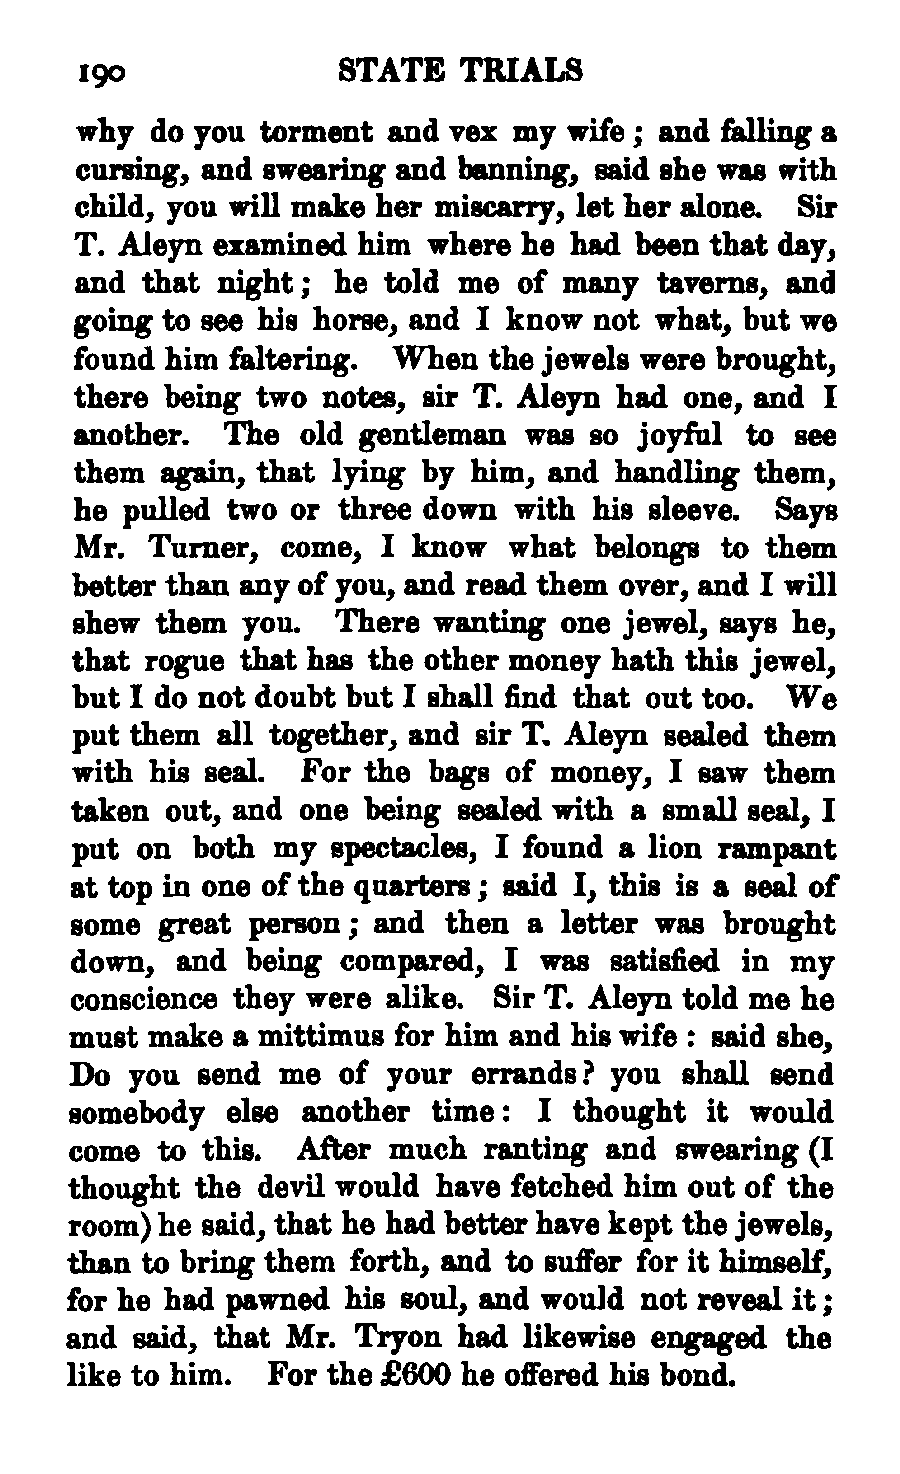 190 STATE TRIALS
why do you torment and vex my wife; and falling a
cursing, and swearing and banning, said she was with
child, you will make her miscarry, let her alone. Sir
T. Aleyn examined him where he had been that day,
and that night; he told me of many taverns, and
going to see his horse, and I know not what, but we
found him faltering. When the jewels were brought,
there being two notes, sir T. Aleyn had one, and I
another. The old gentleman was so joyful to see
them again, that lying by him, and handling them,
he pulled two or three down with his sleeve. Says
Mr. Turner, come, I know what belongs to them
better than any of you, and read them over, and I will
shew them you. There wanting one jewel, says he,
that rogue that has the other money hath this jewel,
but I do not doubt but I shall find that out too. We
put them all together, and sir T. Aleyn sealed them
with his seal. For the bags of money, I saw them
taken out, and one being sealed with a small seal, I
put on both my spectacles, I found a lion rampant
at top in one of the quarters; said I, this is a seal of
some great person; and then a letter was brought
down, and being compared, I was satisfied in my
conscience they were alike. Sir T. Aleyn told me he
must make a mittimus for him and his wife: said she,
Do you send me of your errands? you shall send
somebody else another time: I thought it would
come to this. After much ranting and swearing (I
thought the devil would have fetched him out of the
room) he said, that he had better have kept the jewels,
than to bring them forth, and to suffer for it himself,
for he had pawned his soul, and would not reveal it;
and said, that Mr. Tryon had likewise engaged the
like to him. For the £600 he offered his bond.